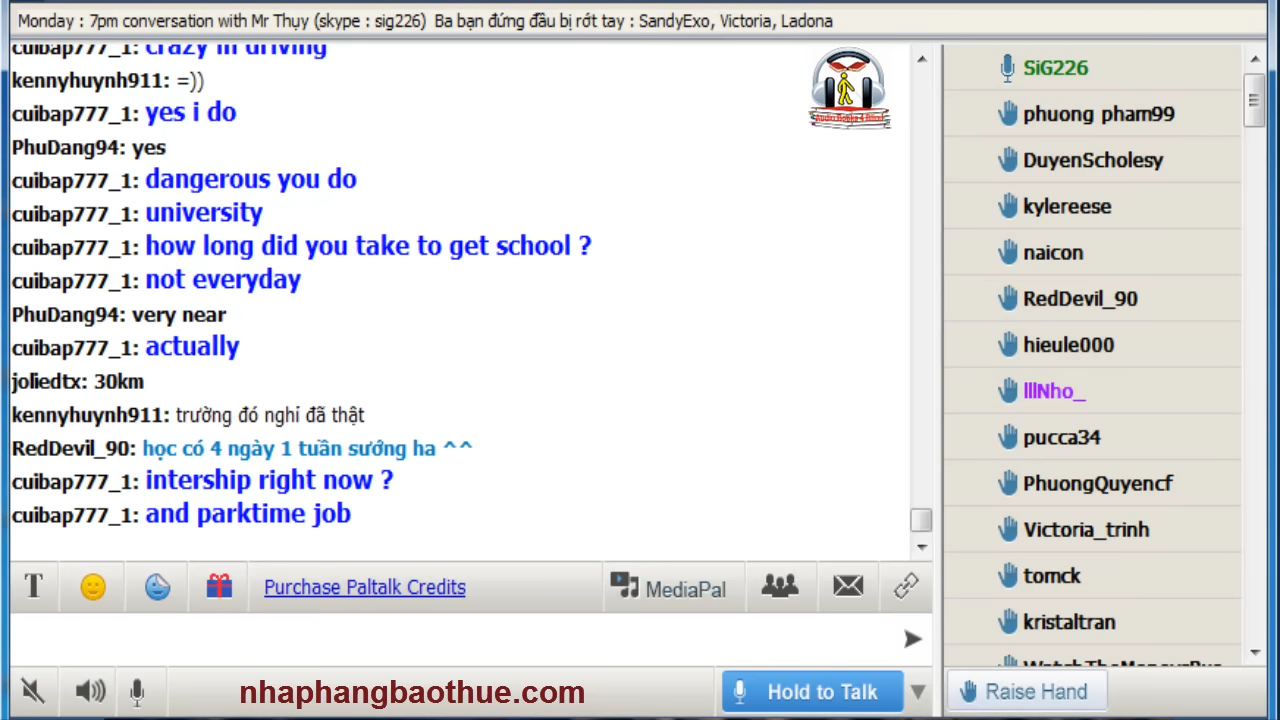 Monday : 7pm conversation with Mr Thụy (skype : sig226) Ba bạn đứng đầu bị rớt tay : SandyExo, Victoria, Ladona
cuibap777_1: crazy in driving
kennyhuynh911: =))
cuibap777_1: yes i do
PhuDang94: yes
cuibap777_1: dangerous you do
cuibap777_1: university
cuibap777_1: how long did you take to get school ?
cuibap777_1: not everyday
PhuDang94: very near
cuibap777_1: actually
joliedtx: 30km
kennyhuynh911: trường đó nghỉ đã thật
RedDevil_90: học có 4 ngày 1 tuần sướng ha ^^
cuibap777_1: intership right now ?
cuibap777_1: and parktime job
T
Purchase Paltalk Credits
MediaPal
nhaphangbaothue.com
Hold to Talk
SiG226
phuong pham99
DuyenScholesy
kylereese
naicon
RedDevil_90
hieule000
lllNho_
pucca34
PhuongQuyencf
Victoria_trinh
tomck
kristaltran
Raise Hand